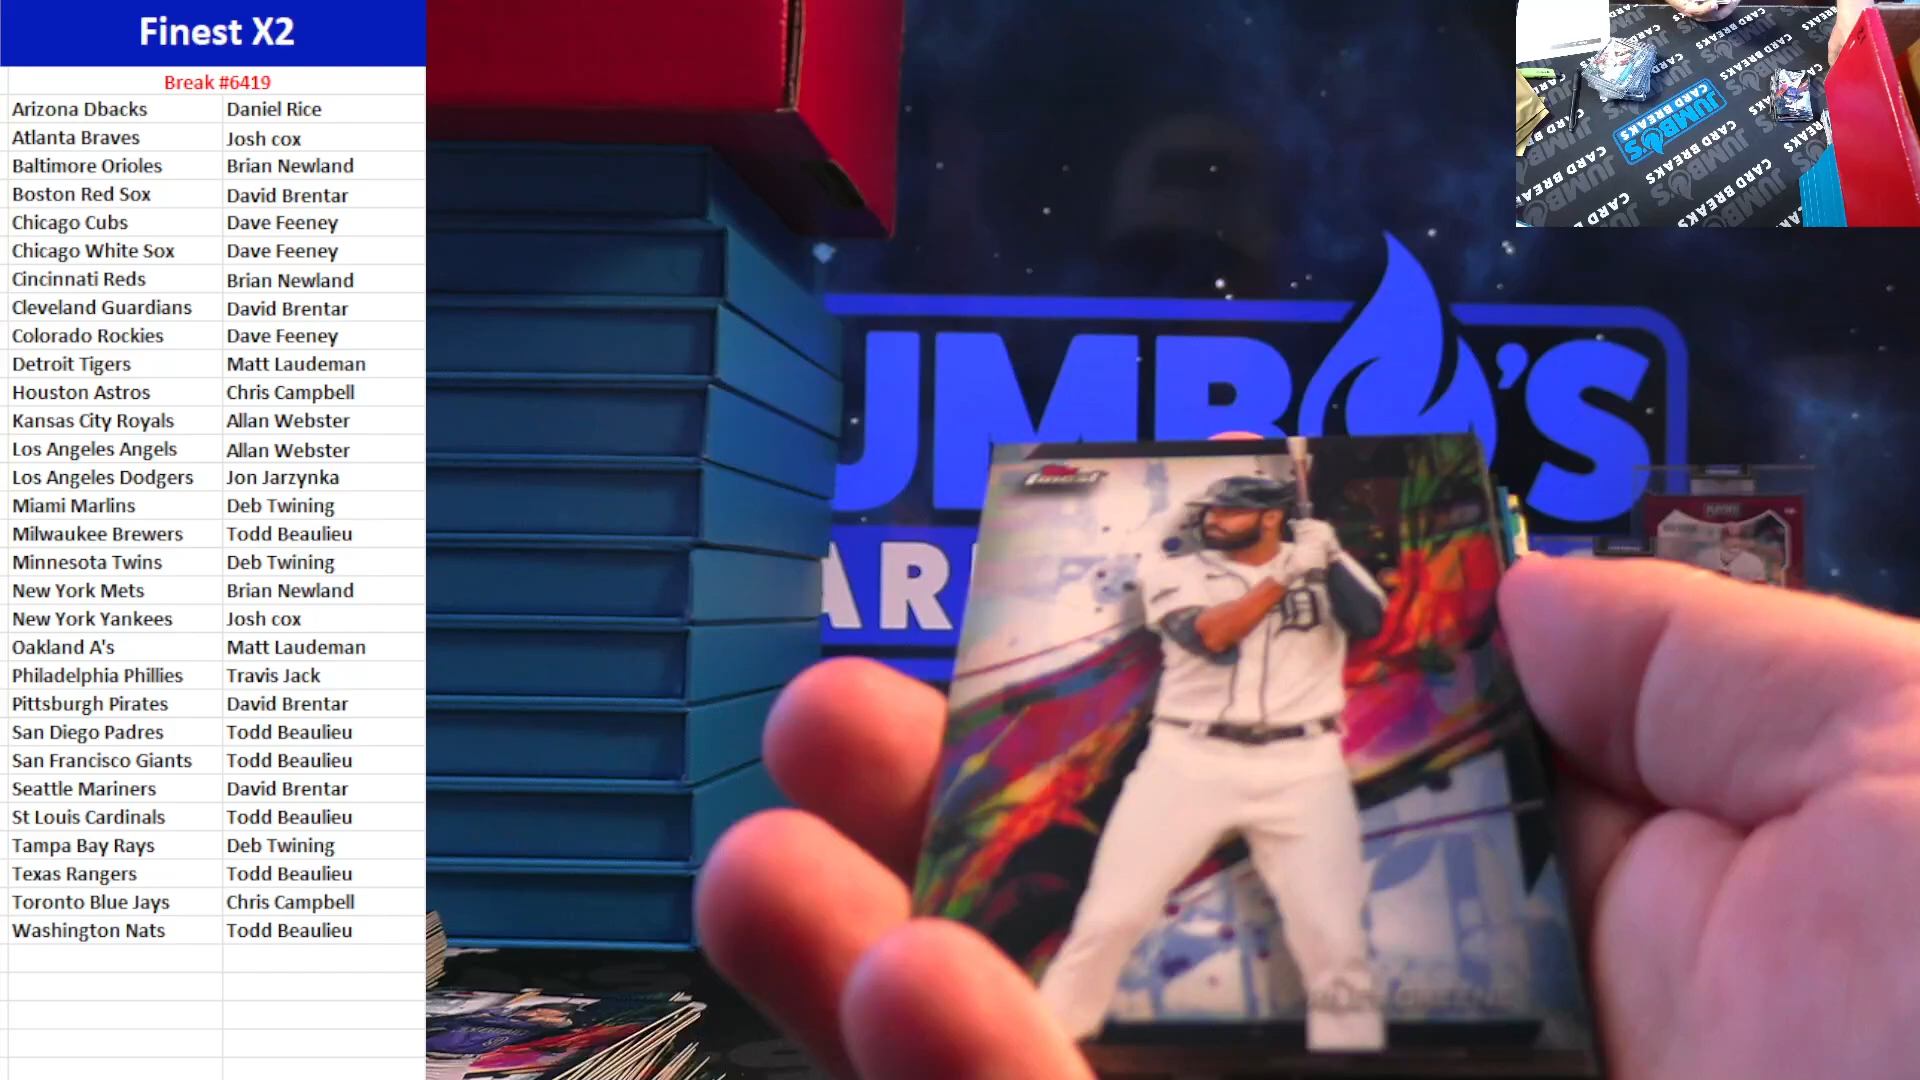 Finest X2
Break #6419
Arizona Dbacks Daniel Rice
Atlanta Braves Josh cox
Baltimore Orioles Brian Newland
Boston Red Sox David Brentar
Chicago Cubs Dave Feeney
Chicago White Sox Dave Feeney
Cincinnati Reds Brian Newland
Cleveland Guardians David Brentar
Colorado Rockies Dave Feeney
Detroit Tigers Matt Laudeman
Houston Astros Chris Campbell
Kansas City Royals Allan Webster
Los Angeles Angels Allan Webster
Los Angeles Dodgers Jon Jarzynka
Miami Marlins Deb Twining
Milwaukee Brewers Todd Beaulieu
Minnesota Twins Deb Twining
New York Mets Brian Newland
New York Yankees Josh cox
Oakland A's Matt Laudeman
Philadelphia Phillies Travis Jack
Pittsburgh Pirates David Brentar
San Diego Padres Todd Beaulieu
San Francisco Giants Todd Beaulieu
Seattle Mariners David Brentar
St Louis Cardinals Todd Beaulieu
Tampa Bay Rays Deb Twining
Texas Rangers Todd Beaulieu
Toronto Blue Jays Chris Campbell
Washington Nats Todd Beaulieu
UMBO'S
AR
finest
D
GREENE
JUMBO'S
CARD BREAKS